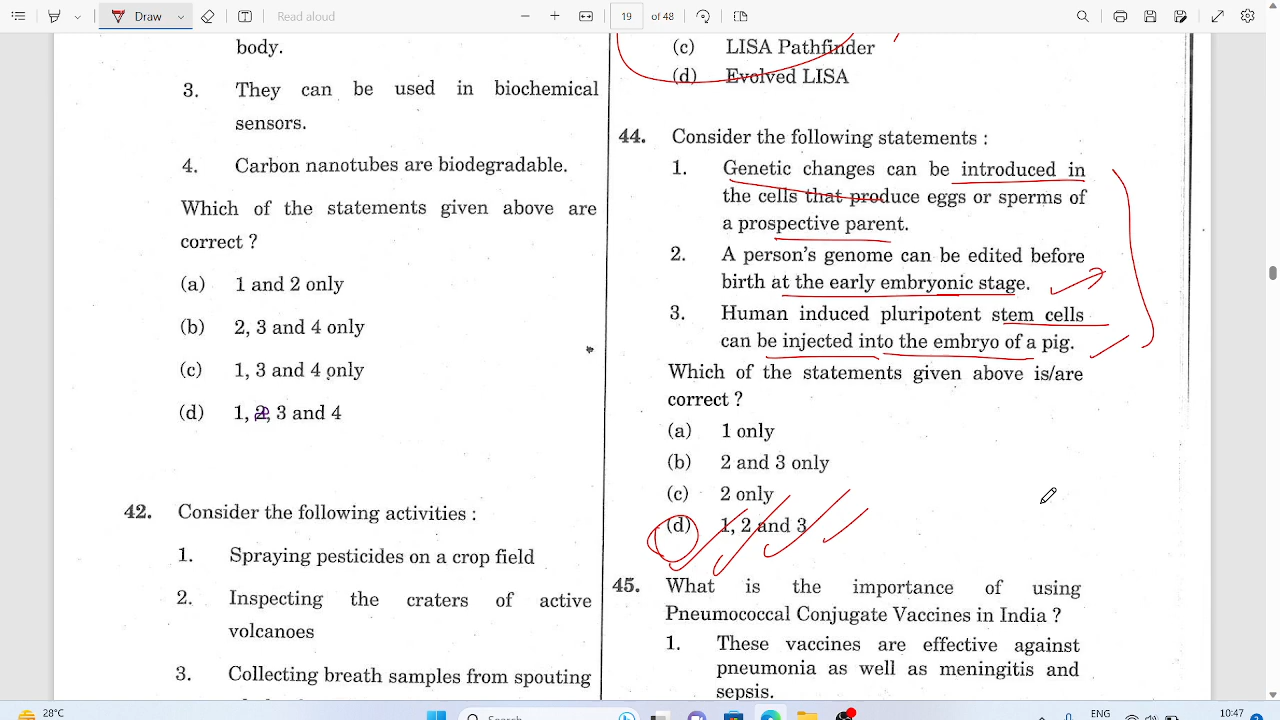 Draw
Read aloud
19 of 48
body.
3. They can be used in biochemical
sensors.
4. Carbon nanotubes are biodegradable.
Which of the statements given above are
correct ?
(a) 1 and 2 only
(b) 2, 3 and 4 only
(c) 1, 3 and 4 only
(d) 1, 2, 3 and 4
42. Consider the following activities :
1. Spraying pesticides on a crop field
2. Inspecting the craters of active
volcanoes
3. Collecting breath samples from spouting
(c) LISA Pathfinder
(d) Evolved LISA
44. Consider the following statements :
1. Genetic changes can be introduced in
the cells that produce eggs or sperms of
a prospective parent.
2. A person's genome can be edited before
birth at the early embryonic stage.
3. Human induced pluripotent stem cells
can be injected into the embryo of a pig.
Which of the statements given above is/are
correct ?
(a) 1 only
(b) 2 and 3 only
(c) 2 only
(d) 1, 2 and 3
45. What is the importance of using
Pneumococcal Conjugate Vaccines in India ?
1. These vaccines are effective against
pneumonia as well as meningitis and
sepsis.
28°C
Search
ENG
10:47